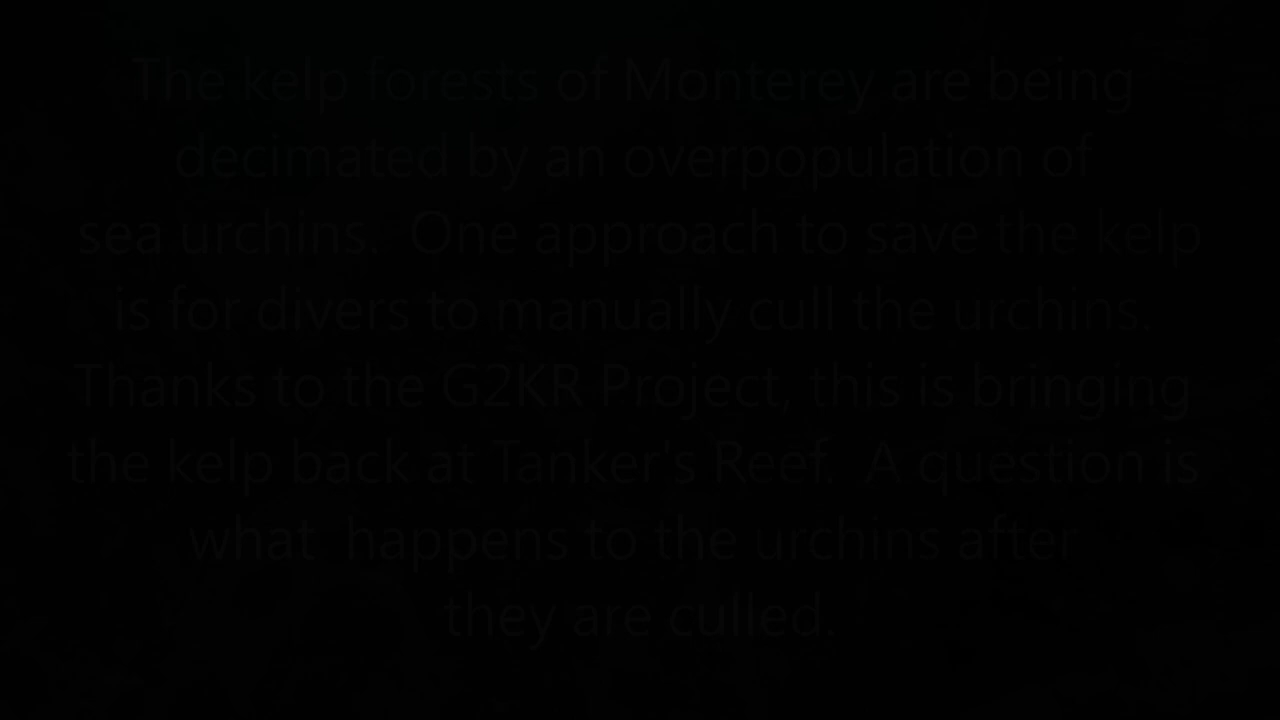 The kelp forests of Monterey are being
decimated by an overpopulation of
sea urchins.  One approach to save the kelp
is for divers to manually cull the urchins.
Thanks to the G2KR Project, this is bringing
the kelp back at Tanker's Reef.  A question is
what  happens to the urchins after
they are culled.